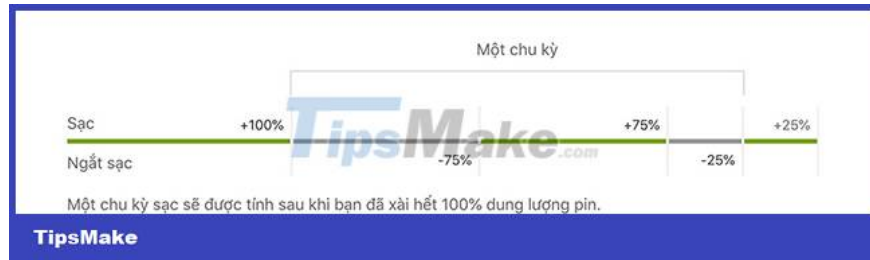 Một chu kỳ
Sạc +100% +75% +25%
TipsMake.com
Ngắt sạc -75% -25%
Một chu kỳ sạc sẽ được tính sau khi bạn đã xài hết 100% dung lượng pin.
TipsMake